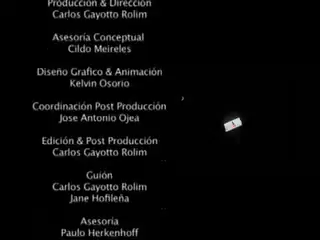 Producción & Dirección
Carlos Gayotto Rolim
Asesoría Conceptual
Cildo Meireles
Diseño Grafico & Animación
Kelvin Osorio
Coordinación Post Producción
Jose Antonio Ojea
Edición & Post Producción
Carlos Gayotto Rolim
Guión
Carlos Gayotto Rolim
Jane Hofileña
Asesoría
Paulo Herkenhoff